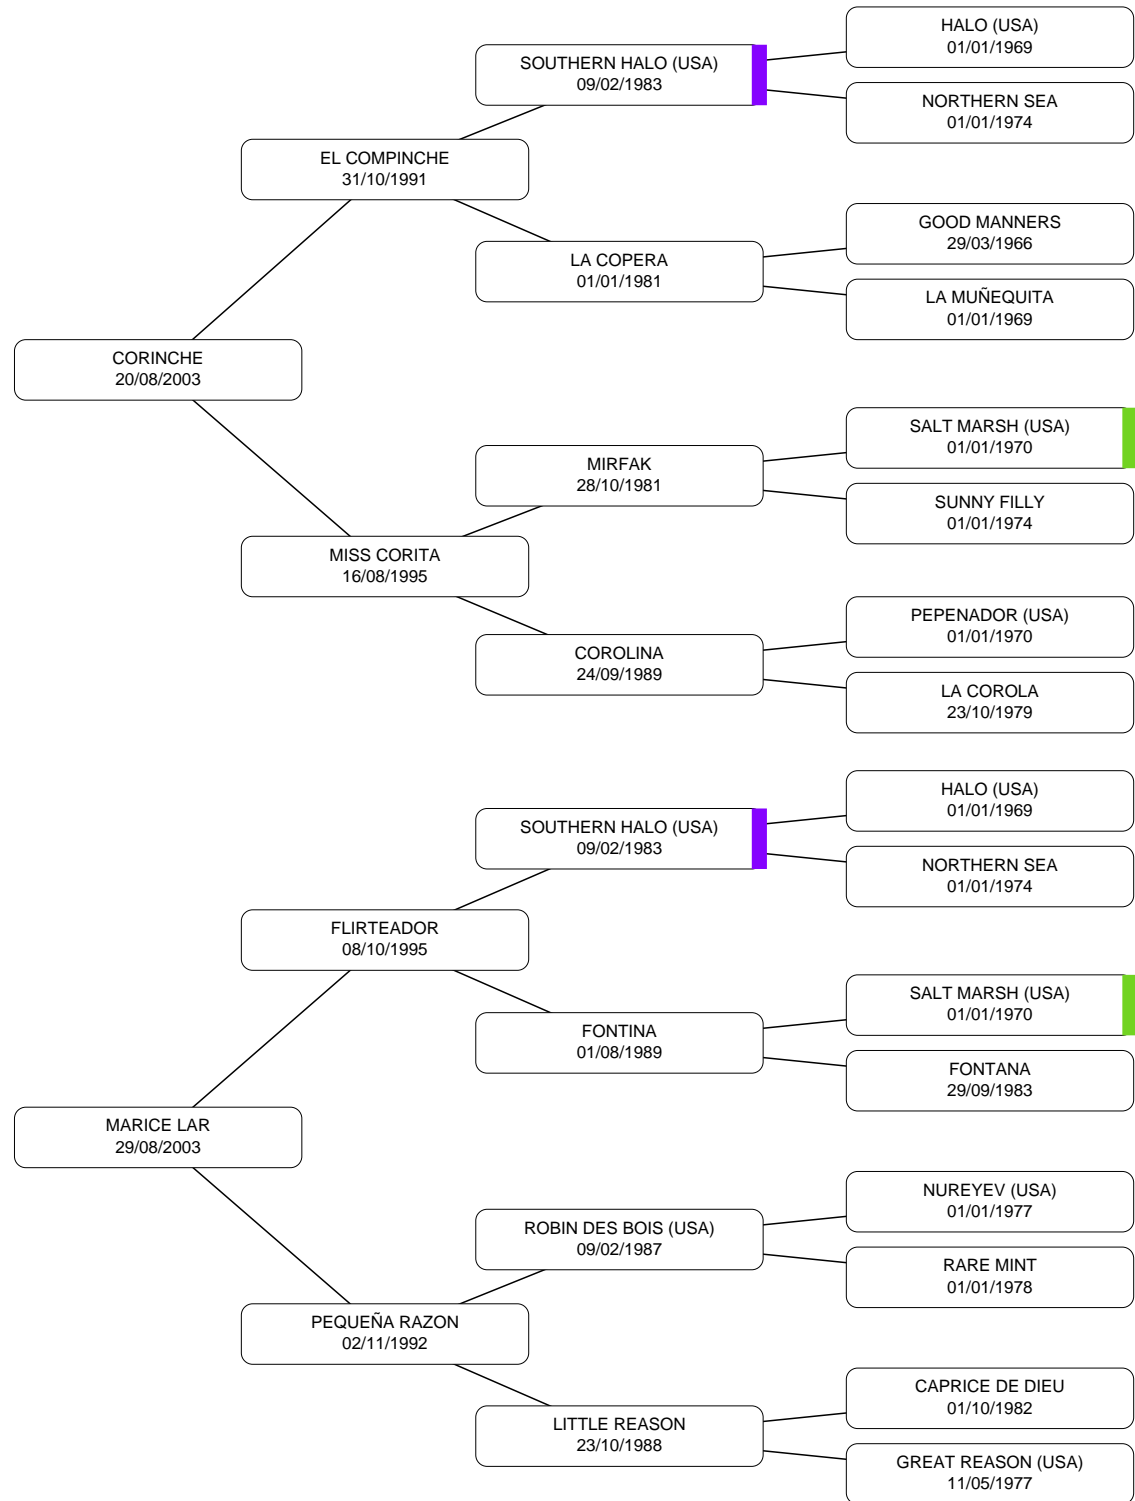 HALO (USA)
01/01/1969
SOUTHERN HALO (USA)
09/02/1983
NORTHERN SEA
01/01/1974
EL COMPINCHE
31/10/1991
GOOD MANNERS
29/03/1966
LA COPERA
01/01/1981
LA MUÑEQUITA
01/01/1969
CORINCHE
20/08/2003
SALT MARSH (USA)
01/01/1970
MIRFAK
28/10/1981
SUNNY FILLY
01/01/1974
MISS CORITA
16/08/1995
PEPENADOR (USA)
01/01/1970
COROLINA
24/09/1989
LA COROLA
23/10/1979
HALO (USA)
01/01/1969
SOUTHERN HALO (USA)
09/02/1983
NORTHERN SEA
01/01/1974
FLIRTEADOR
08/10/1995
SALT MARSH (USA)
01/01/1970
FONTINA
01/08/1989
FONTANA
29/09/1983
MARICE LAR
29/08/2003
NUREYEV (USA)
01/01/1977
ROBIN DES BOIS (USA)
09/02/1987
RARE MINT
01/01/1978
PEQUEÑA RAZON
02/11/1992
CAPRICE DE DIEU
01/10/1982
LITTLE REASON
23/10/1988
GREAT REASON (USA)
11/05/1977